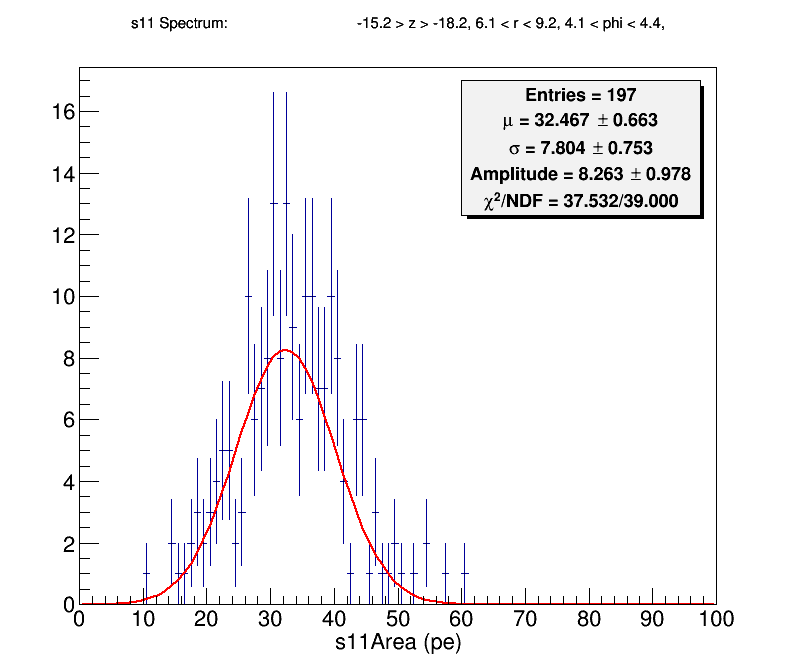 s11 Spectrum: -15.2 > z > -18.2, 6.1 < r < 9.2, 4.1 < phi < 4.4,
Entries = 197
μ = 32.467 ± 0.663
σ = 7.804 ± 0.753
Amplitude = 8.263 ± 0.978
χ²/NDF = 37.532/39.000
16
14
12
10
8
6
4
2
0
0 10 20 30 40 50 60 70 80 90 100
s11Area (pe)